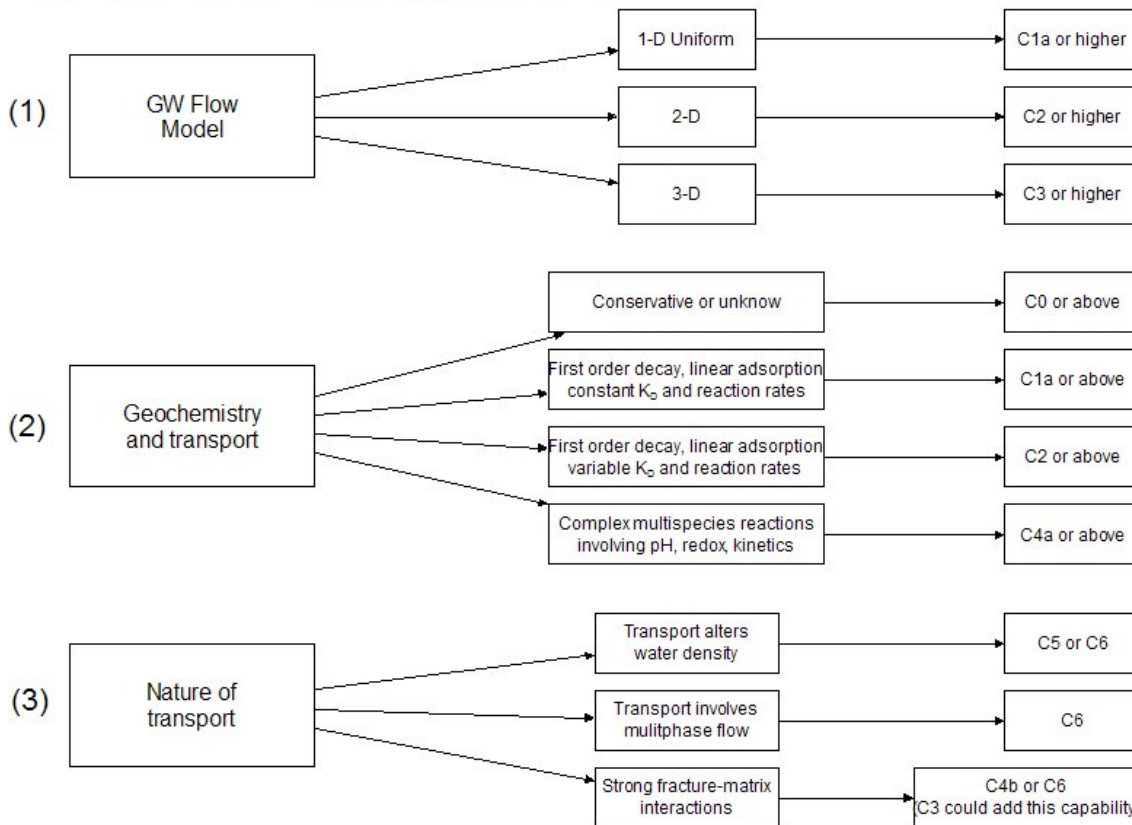 (1)
GW Flow
Model
1-D Uniform
C1a or higher
2-D
C2 or higher
3-D
C3 or higher
(2)
Geochemistry
and transport
Conservative or unknow
C0 or above
First order decay, linear adsorption
constant K_D and reaction rates
C1a or above
First order decay, linear adsorption
variable K_D and reaction rates
C2 or above
Complex multispecies reactions
involving pH, redox, kinetics
C4a or above
(3)
Nature of
transport
Transport alters
water density
C5 or C6
Transport involves
mulitphase flow
C6
Strong fracture-matrix
interactions
C4b or C6
(C3 could add this capability